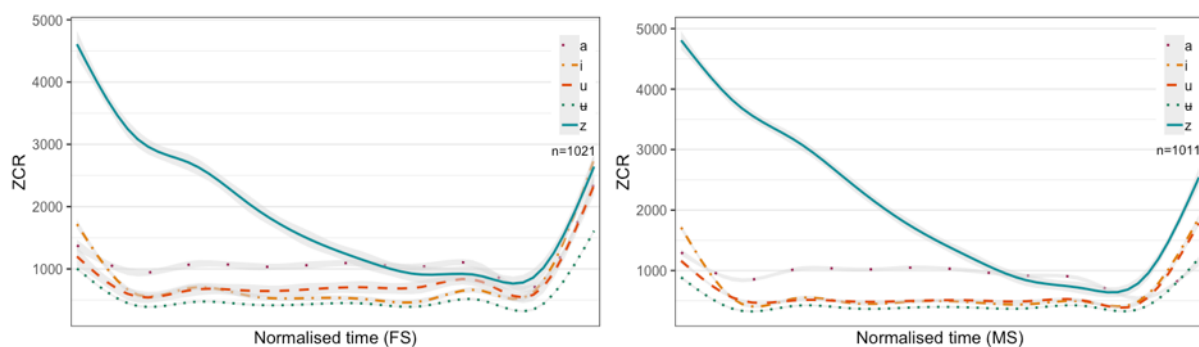 5000
4000
3000
2000
1000
ZCR
a
i
u
ʉ
z
n=1021
Normalised time (FS)
5000
4000
3000
2000
1000
ZCR
a
i
u
ʉ
z
n=1011
Normalised time (MS)